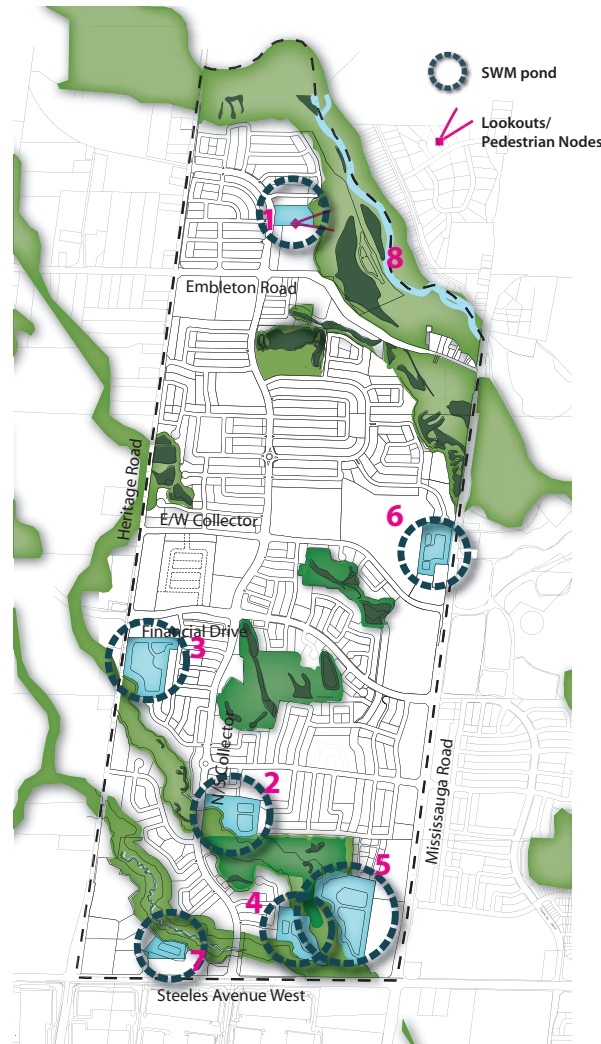 SWM pond
Lookouts/
Pedestrian Nodes
1
8
Embleton Road
Heritage Road
6
E/W Collector
Financial Drive
3
N/S Collector
2
Mississauga Road
5
4
7
Steeles Avenue West